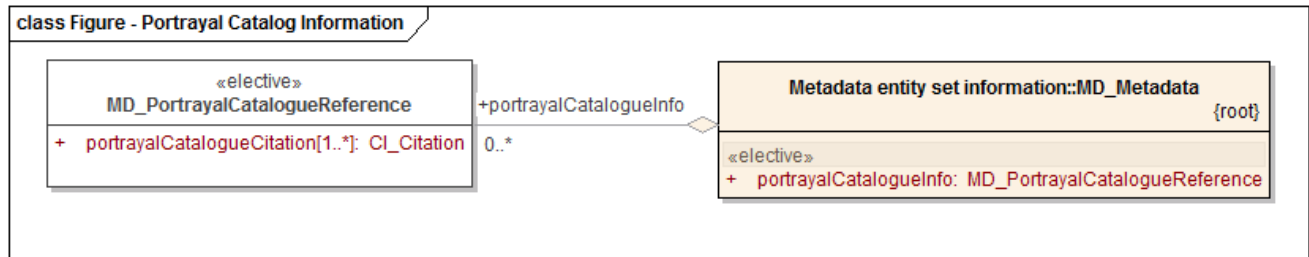 class Figure - Portrayal Catalog Information
«elective»
MD_PortrayalCatalogueReference
+ portrayalCatalogueCitation[1..*]: CI_Citation
+portrayalCatalogueInfo
0..*
Metadata entity set information::MD_Metadata
{root}
«elective»
+ portrayalCatalogueInfo: MD_PortrayalCatalogueReference